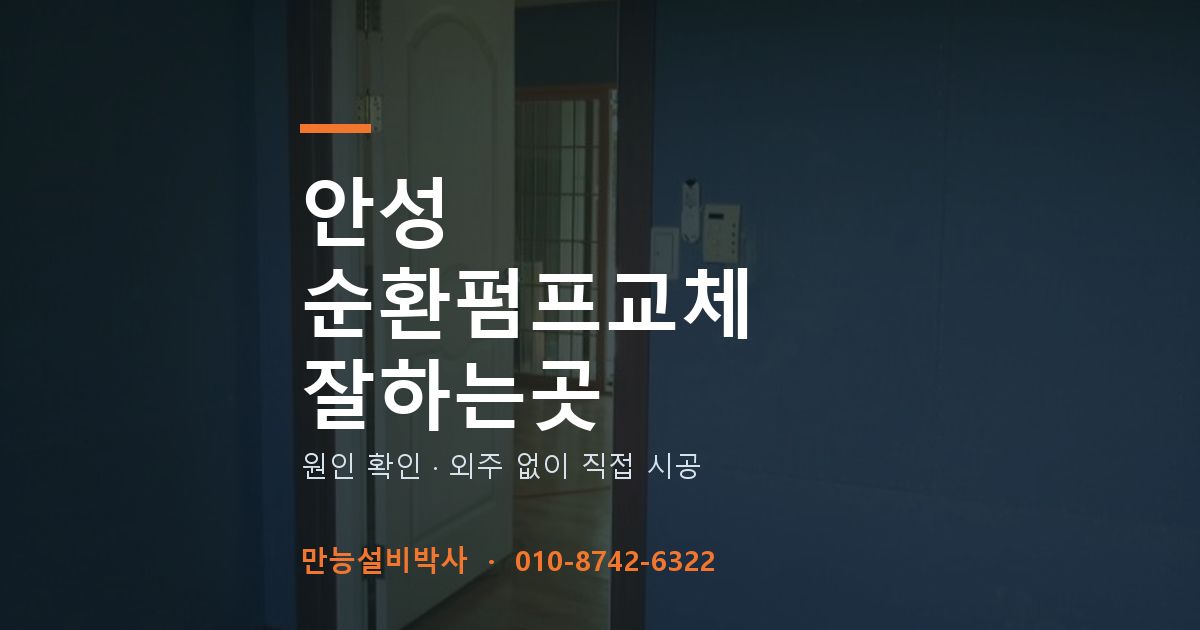 안성
순환펌프교체
잘하는곳
원인 확인 · 외주 없이 직접 시공
만능설비박사 · 010-8742-6322